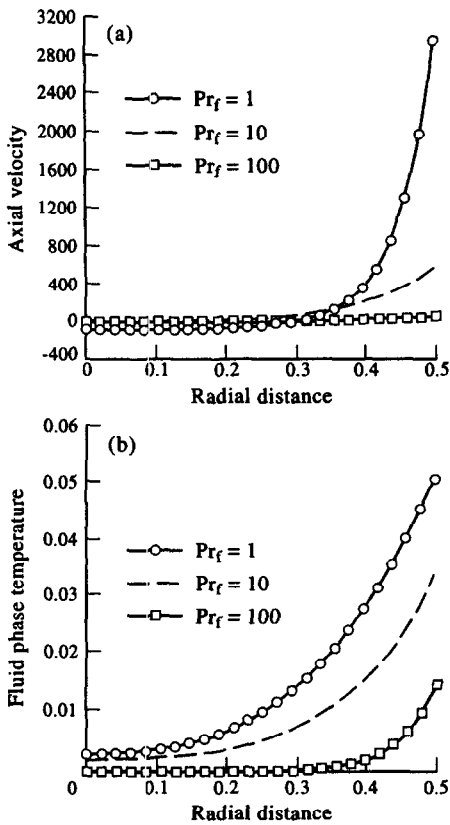 (a)
3200
2800
2400
2000
1600
1200
800
400
0
-400
Axial velocity
Pr_f = 1
Pr_f = 10
Pr_f = 100
0 0.1 0.2 0.3 0.4 0.5
Radial distance
(b)
0.06
0.05
0.04
0.03
0.02
0.01
0
Fluid phase temperature
Pr_f = 1
Pr_f = 10
Pr_f = 100
0.1 0.2 0.3 0.4 0.5
Radial distance